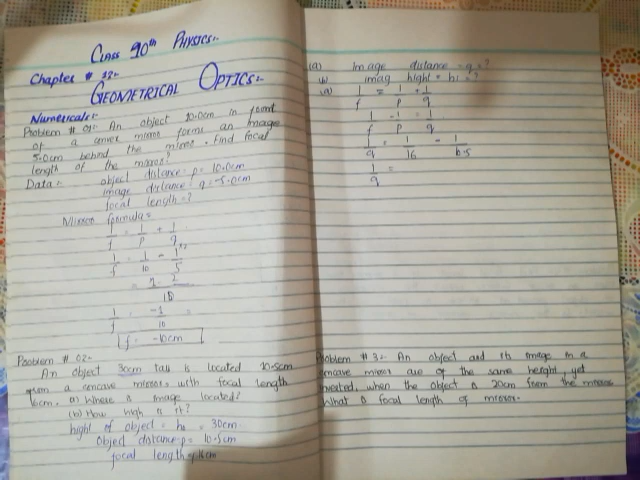 CLASS 10th PHYSICS:-
Chapter # 12:-
GEOMETRICAL OPTICS:-
Numericals:-
Problem # 01:- An object 10.0cm in front
of a convex mirror forms an image
5.0cm behind the mirror. Find focal
length of the mirror?
Data:- object distance = p = 10.0cm
image distance = q = -5.0cm
focal length = ?
Mirror formula:
1/f = 1/p + 1/q
1/f = 1/10 - 1/5
= 1 - 2
10
1/f = -1/10
f = -10cm
Problem # 02:-
An object 30cm tall is located 10.5cm
from a concave mirror with focal length
16cm. a) Where is image located?
(b) How high is it?
hight of object = ho = 30cm
Object distance = p = 10.5cm
focal length = f = 16cm
(a) Image distance = q = ?
(b) imag hight = hi = ?
(a) 1/f = 1/p + 1/q
1/f - 1/p = 1/q
1/q = 1/16 - 1/10.5
1/q =
Problem # 3:- An object and its image in a
concave mirror are of the same height, yet
inverted, when the object is 20cm from the mirror.
What is focal length of mirror.